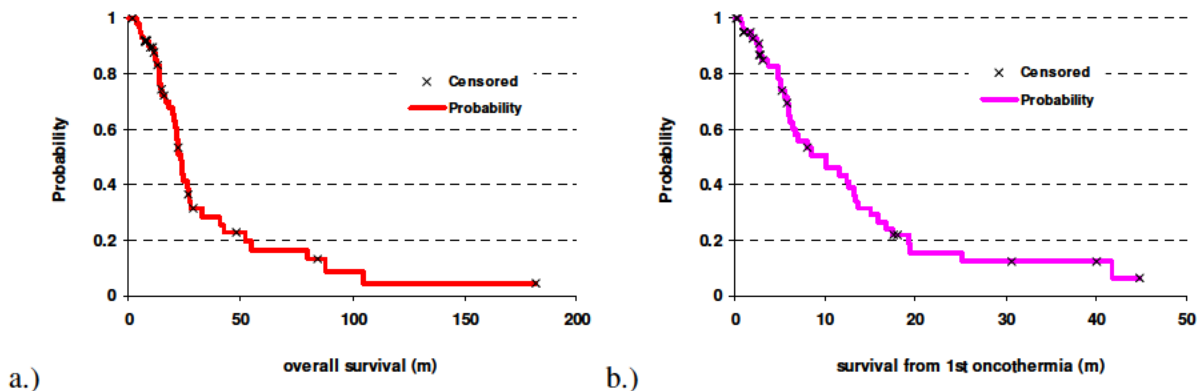 1
0.8
0.6
0.4
0.2
0
Probability
0
50
100
150
200
overall survival (m)
Censored
Probability
a.)
1
0.8
0.6
0.4
0.2
0
Probability
0
10
20
30
40
50
survival from 1st oncothermia (m)
Censored
Probability
b.)